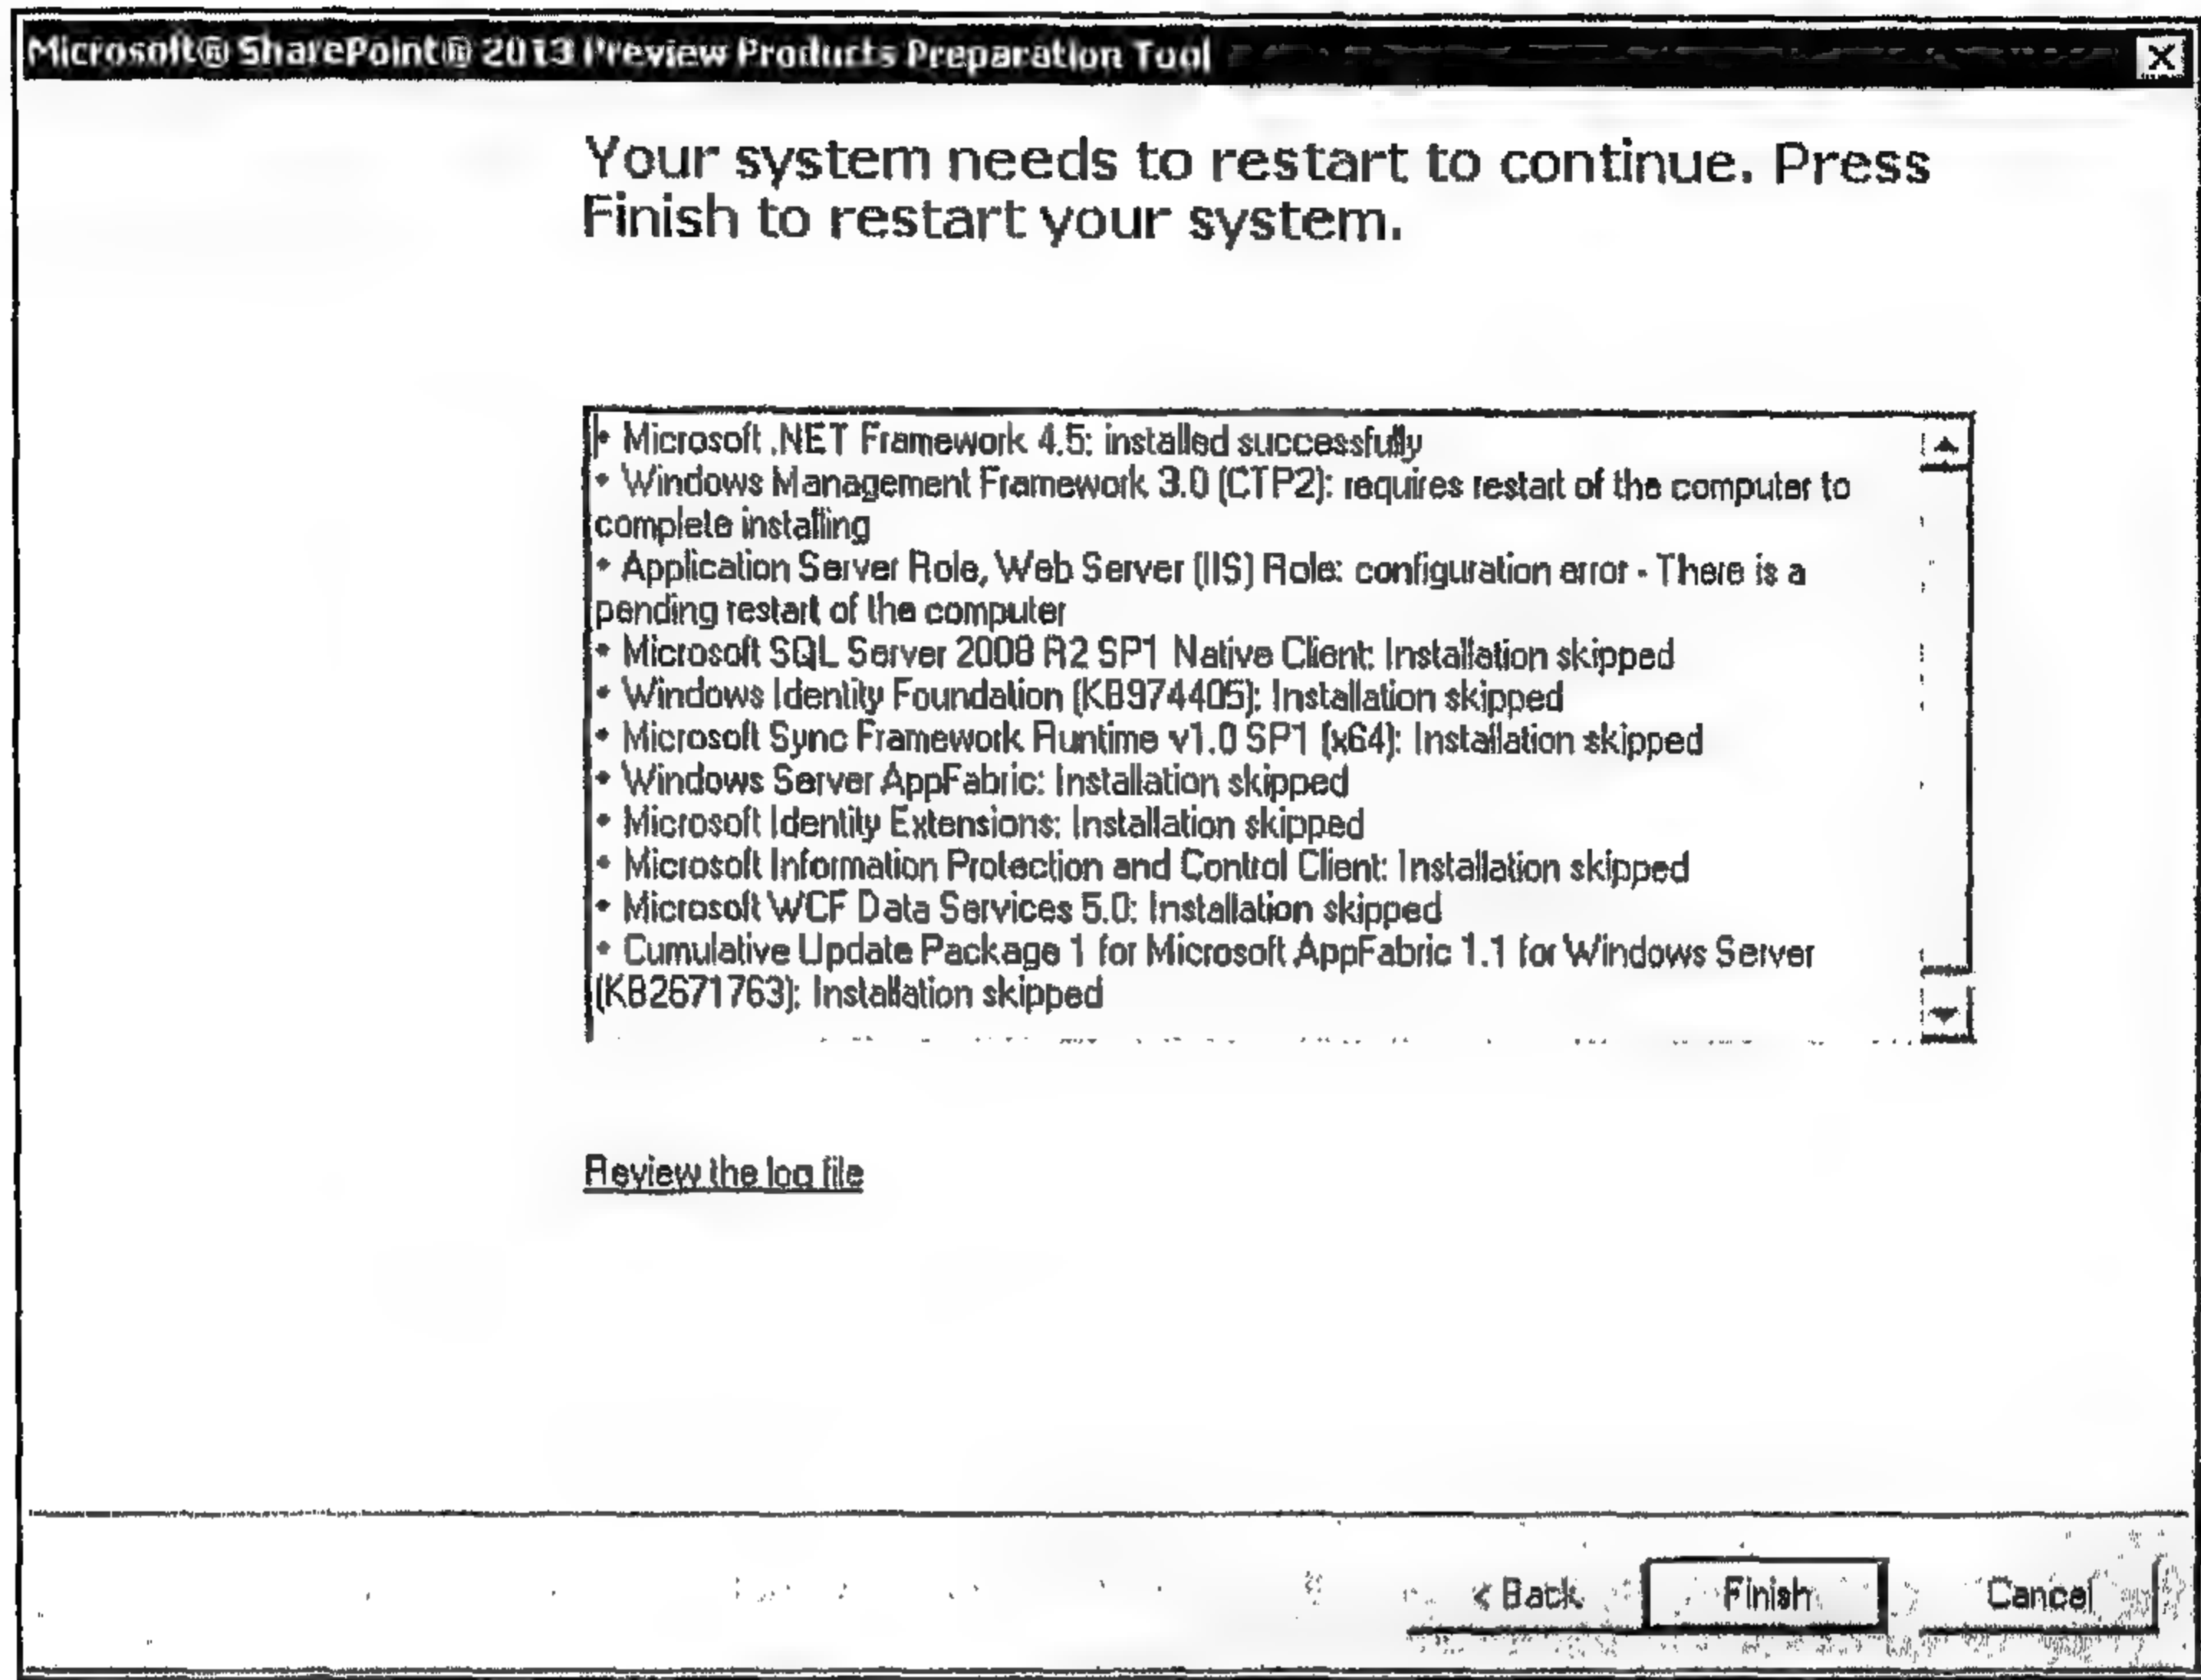 Microsoft® SharePoint® 2013 Preview Products Preparation Tool
Your system needs to restart to continue. Press
Finish to restart your system.
• Microsoft .NET Framework 4.5: installed successfully
• Windows Management Framework 3.0 (CTP2): requires restart of the computer to
complete installing
• Application Server Role, Web Server (IIS) Role: configuration error - There is a
pending restart of the computer
• Microsoft SQL Server 2008 R2 SP1 Native Client: Installation skipped
• Windows Identity Foundation (KB974405): Installation skipped
• Microsoft Sync Framework Runtime v1.0 SP1 (x64): Installation skipped
• Windows Server AppFabric: Installation skipped
• Microsoft Identity Extensions: Installation skipped
• Microsoft Information Protection and Control Client: Installation skipped
• Microsoft WCF Data Services 5.0: Installation skipped
• Cumulative Update Package 1 for Microsoft AppFabric 1.1 for Windows Server
(KB2671763): Installation skipped
Review the log file
< Back Finish Cancel